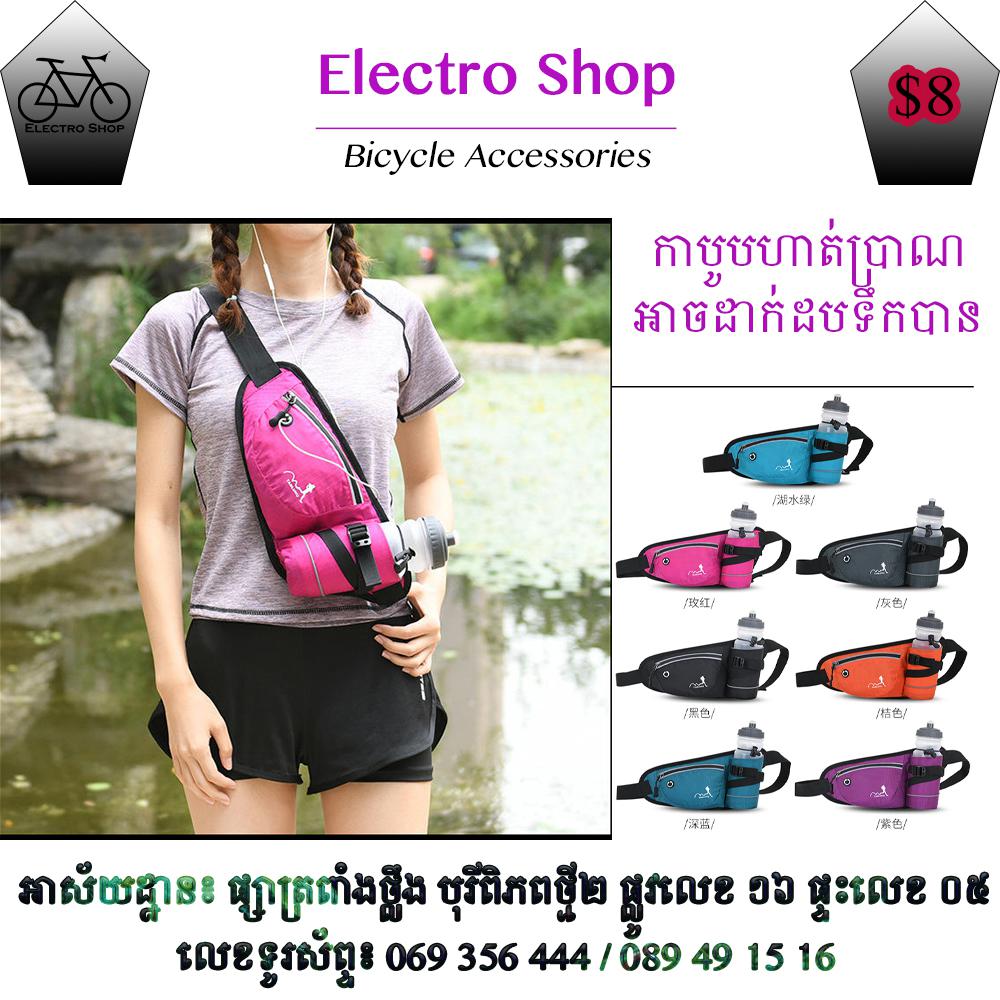 ELECTRO SHOP
Electro Shop
Bicycle Accessories
$8
កាបូបហាត់ប្រាណ
អាចដាក់ដបទឹកបាន
/湖水绿/
/玫红/
/灰色/
/黑色/
/桔色/
/深蓝/
/紫色/
អាស័យដ្ឋាន៖ ផ្សាត្រពាំងថ្លឹង បុរីពិភពថ្មី២ ផ្លូវលេខ ១៦ ផ្ទះលេខ ០៥
លេខទូរស័ព្ទ៖ 069 356 444 / 089 49 15 16